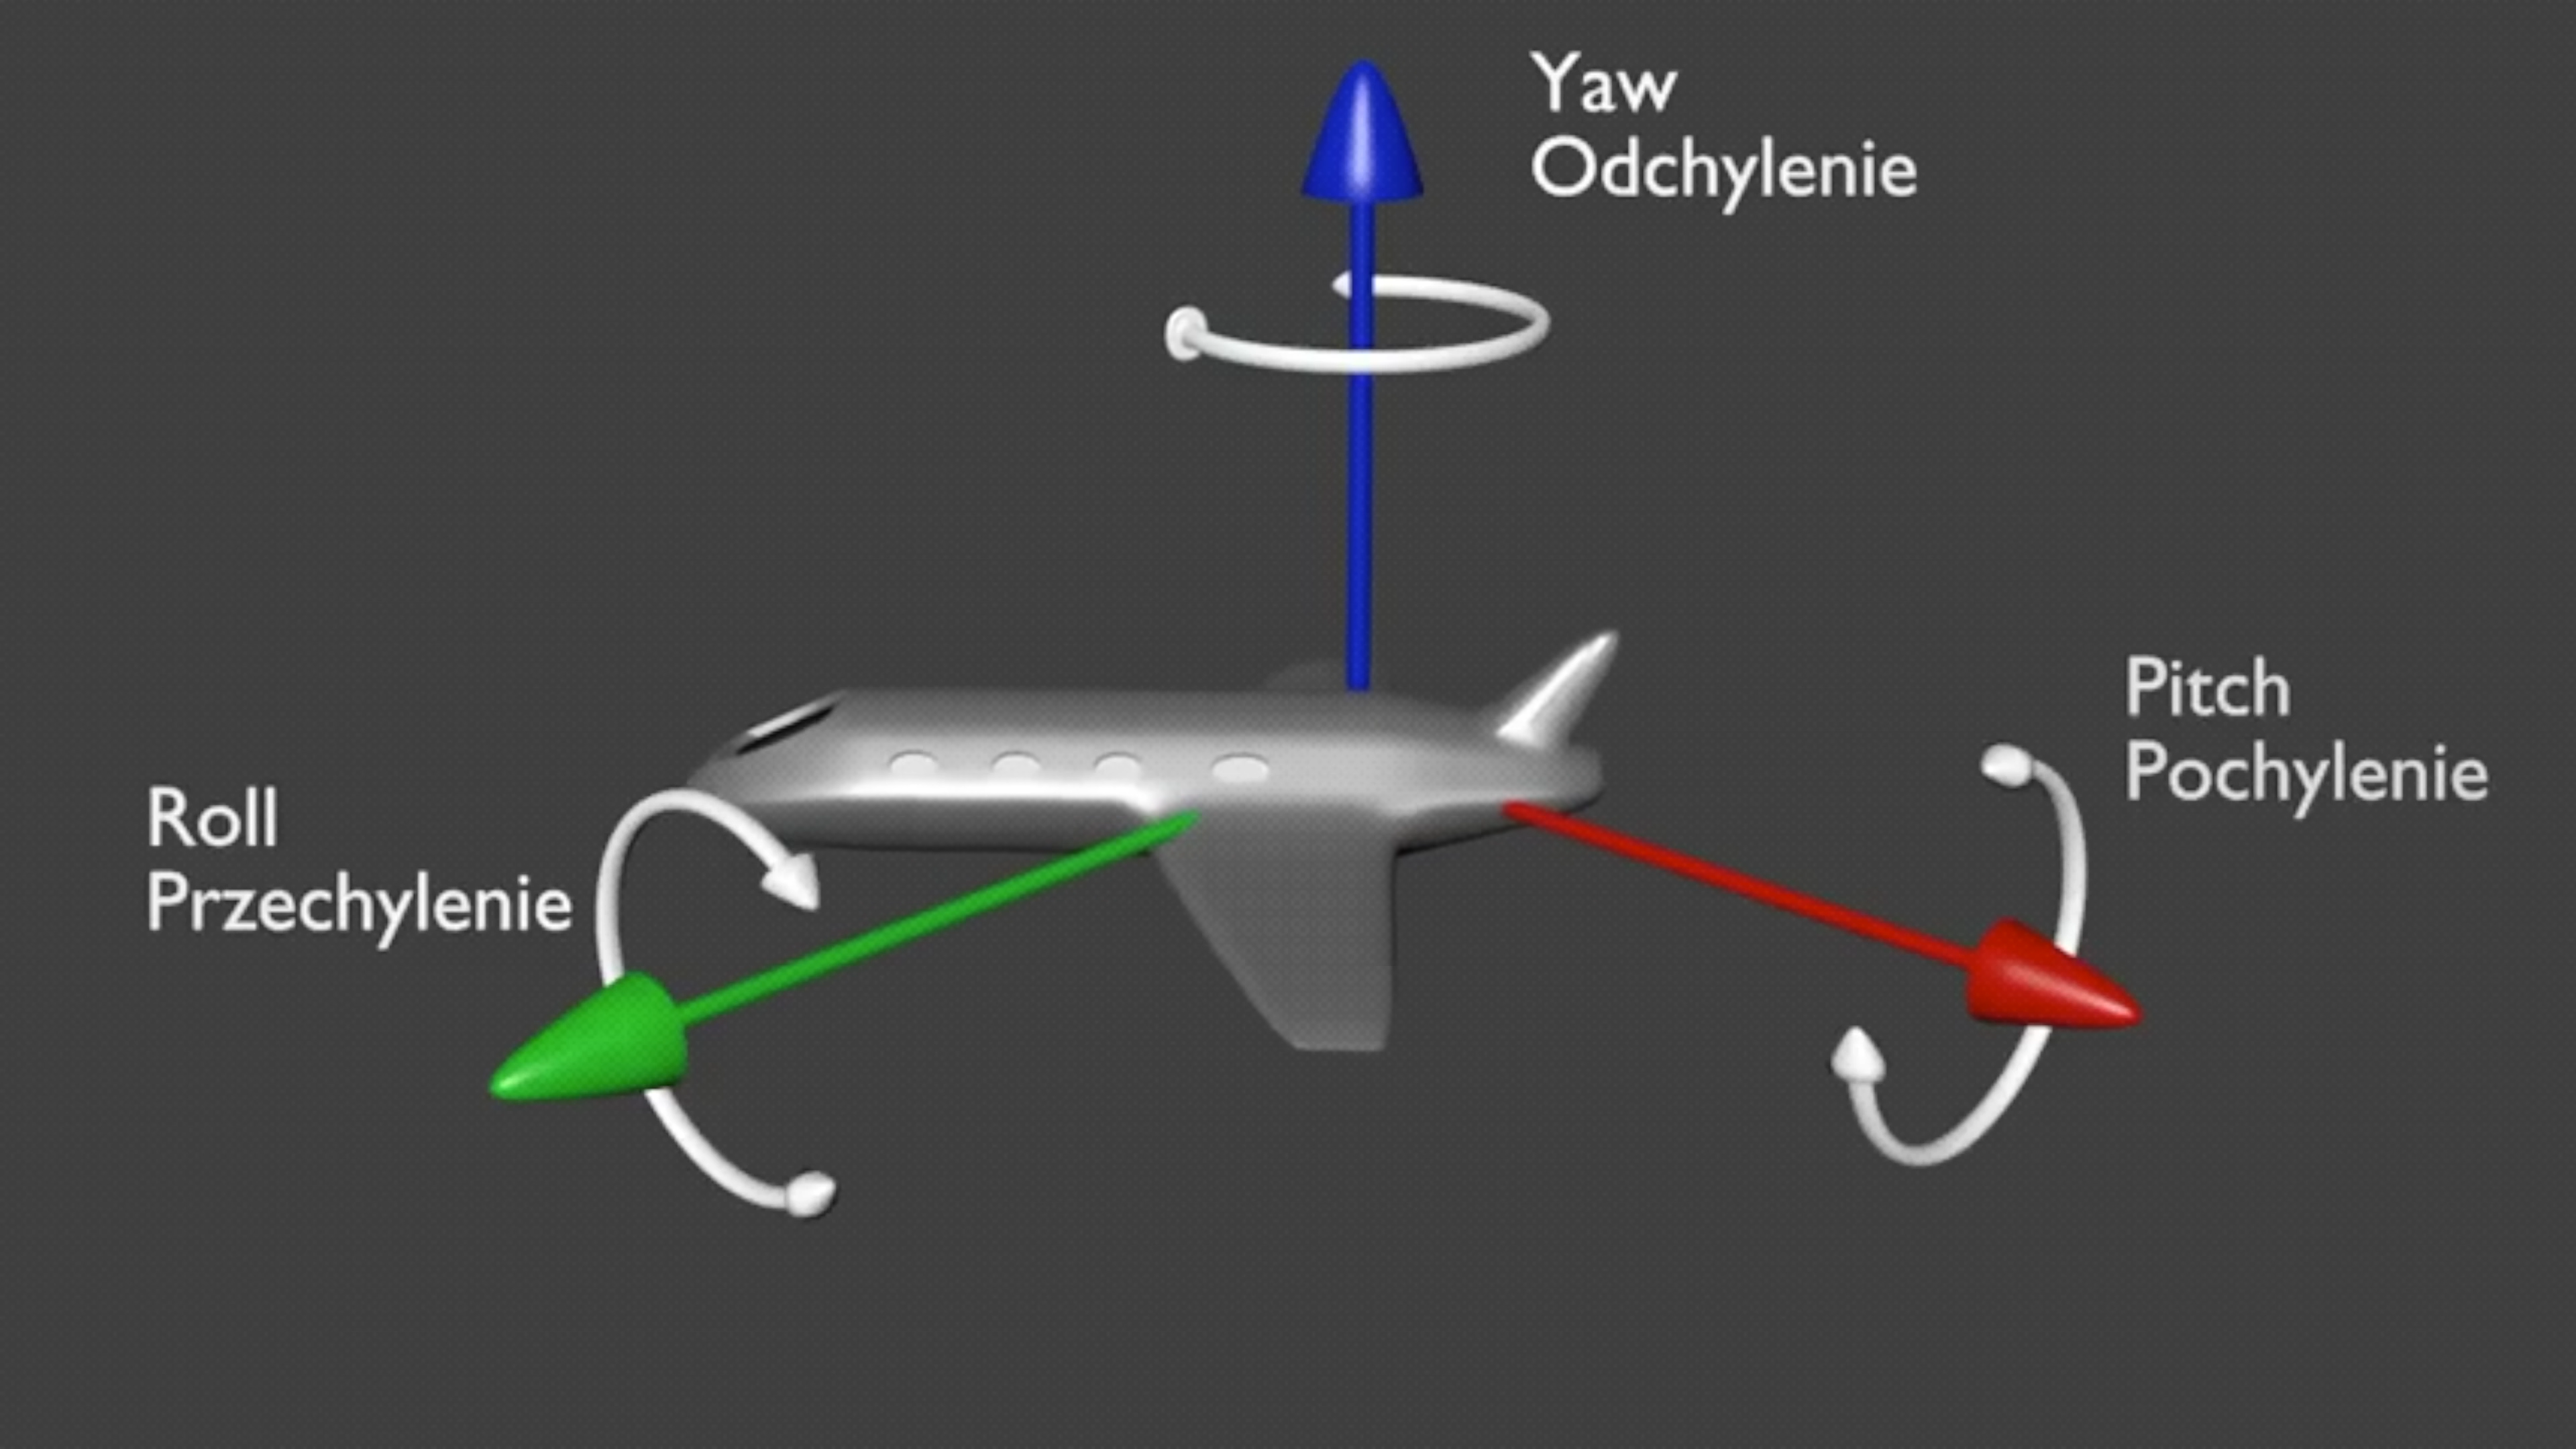 Yaw
Odchylenie
Pitch
Pochylenie
Roll
Przechylenie